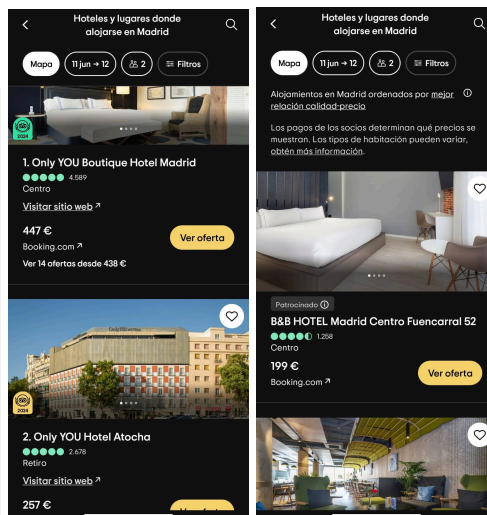 Hoteles y lugares donde
alojarse en Madrid
Mapa
11 jun → 12
2
Filtros
2024
1. Only YOU Boutique Hotel Madrid
4.589
Centro
Visitar sitio web
447 €
Booking.com
Ver oferta
Ver 14 ofertas desde 438 €
2024
2. Only YOU Hotel Atocha
2.678
Retiro
Visitar sitio web
257 €
Hoteles y lugares donde
alojarse en Madrid
Mapa
11 jun → 12
2
Filtros
Alojamientos en Madrid ordenados por mejor
relación calidad-precio
Los pagos de los socios determinan qué precios se
muestran. Los tipos de habitación pueden variar,
obtén más información.
Patrocinado
B&B HOTEL Madrid Centro Fuencarral 52
1.258
Centro
199 €
Booking.com
Ver oferta